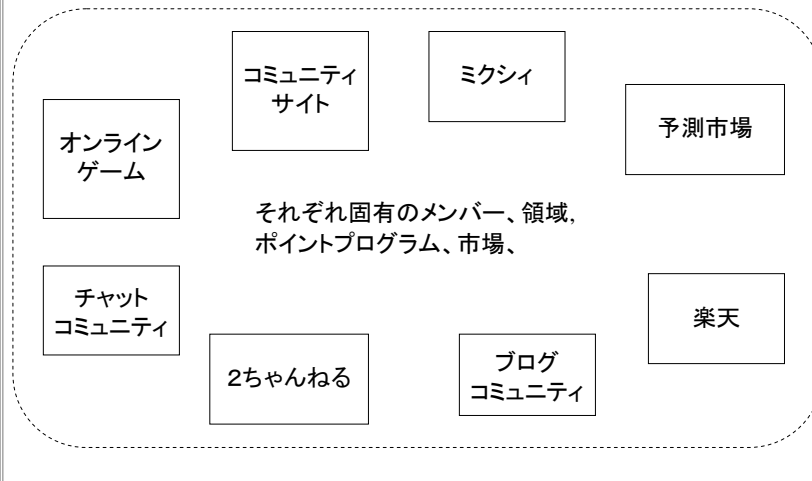 コミュニティ
サイト
ミクシィ
予測市場
オンライン
ゲーム
それぞれ固有のメンバー、領域,
ポイントプログラム、市場、
チャット
コミュニティ
楽天
2ちゃんねる
ブログ
コミュニティ